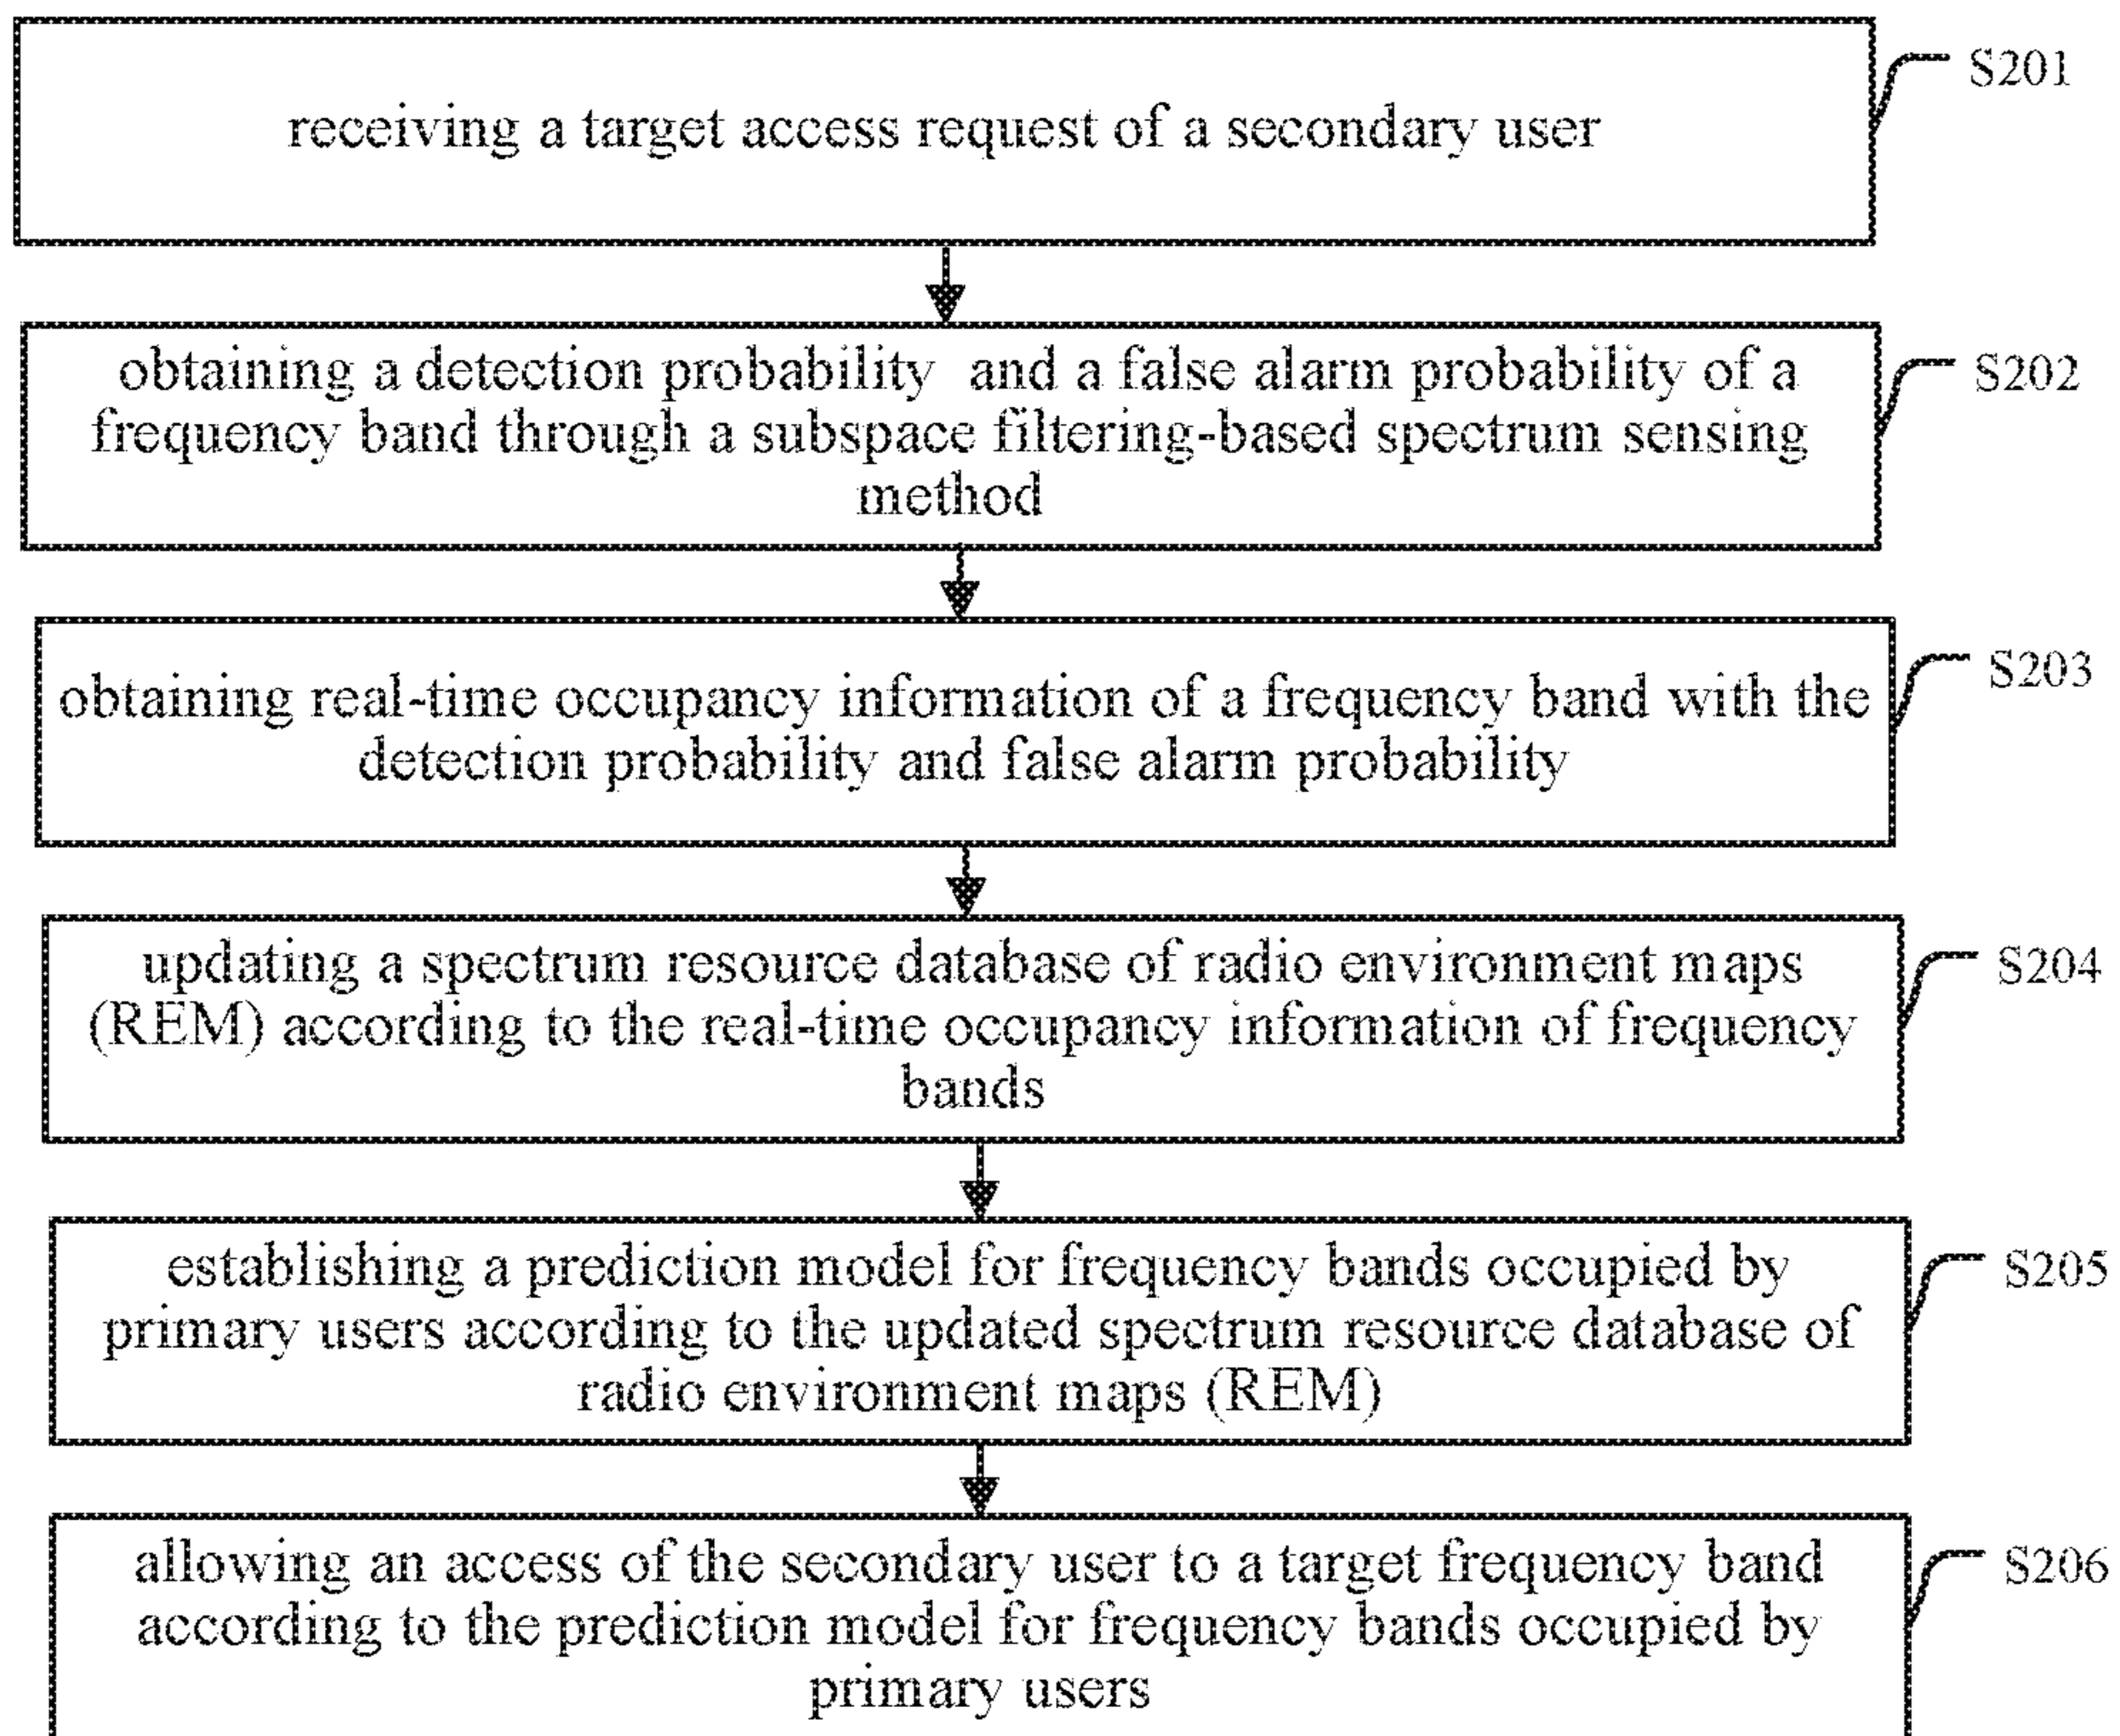 receiving a target access request of a secondary user
S201
obtaining a detection probability and a false alarm probability of a
frequency band through a subspace filtering-based spectrum sensing
method
S202
obtaining real-time occupancy information of a frequency band with the
detection probability and false alarm probability
S203
updating a spectrum resource database of radio environment maps
(REM) according to the real-time occupancy information of frequency
bands
S204
establishing a prediction model for frequency bands occupied by
primary users according to the updated spectrum resource database of
radio environment maps (REM)
S205
allowing an access of the secondary user to a target frequency band
according to the prediction model for frequency bands occupied by
primary users
S206